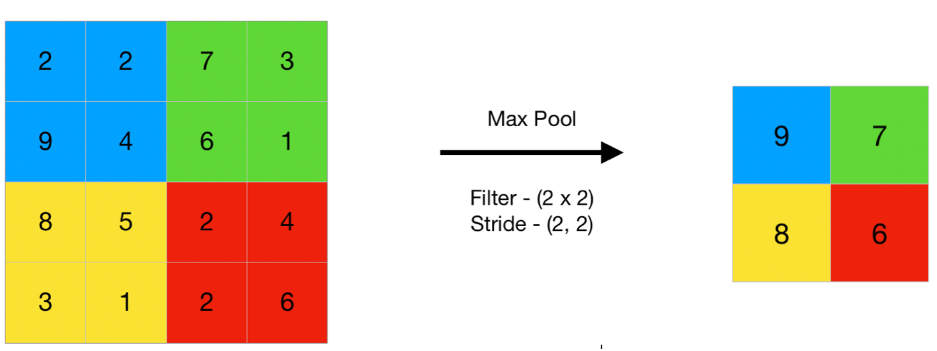 2 2 7 3
9 4 6 1
8 5 2 4
3 1 2 6
Max Pool
Filter - (2 x 2)
Stride - (2, 2)
9 7
8 6